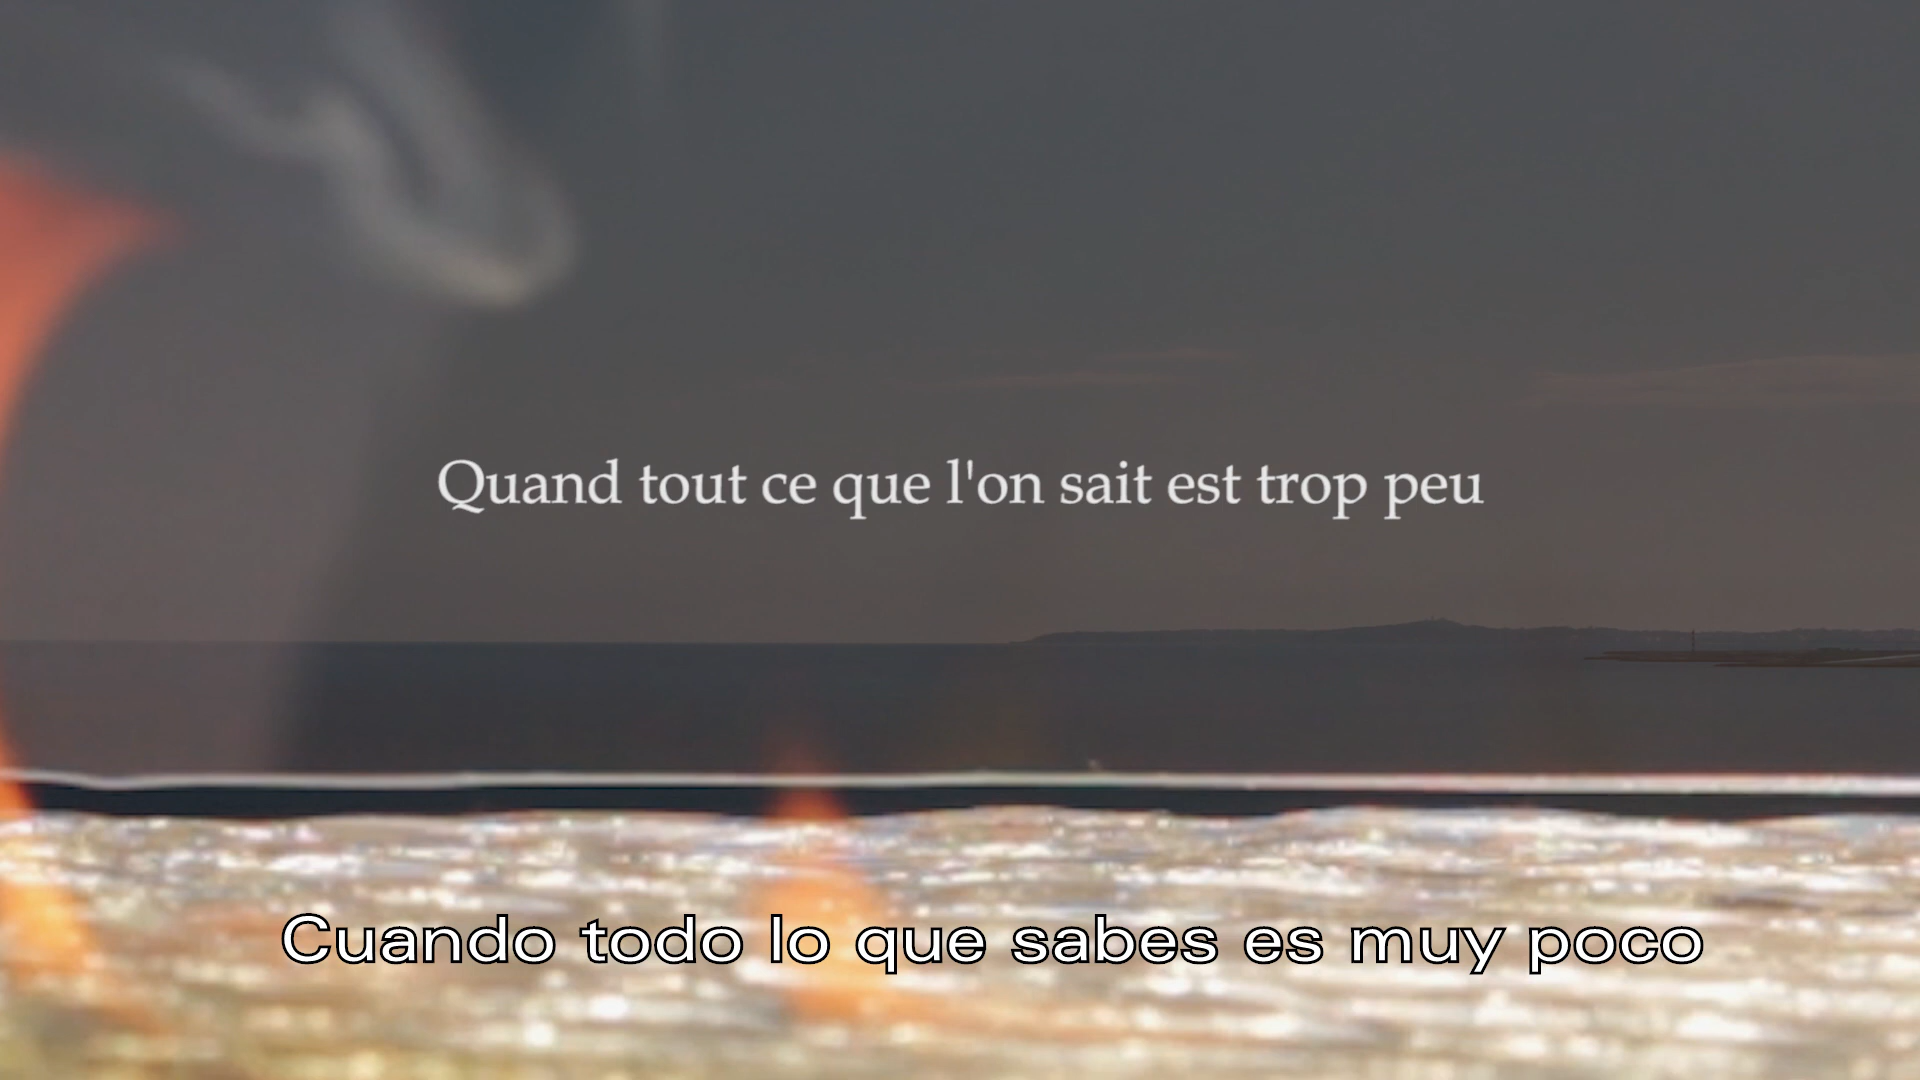 Quand tout ce que l'on sait est trop peu
Cuando todo lo que sabes es muy poco